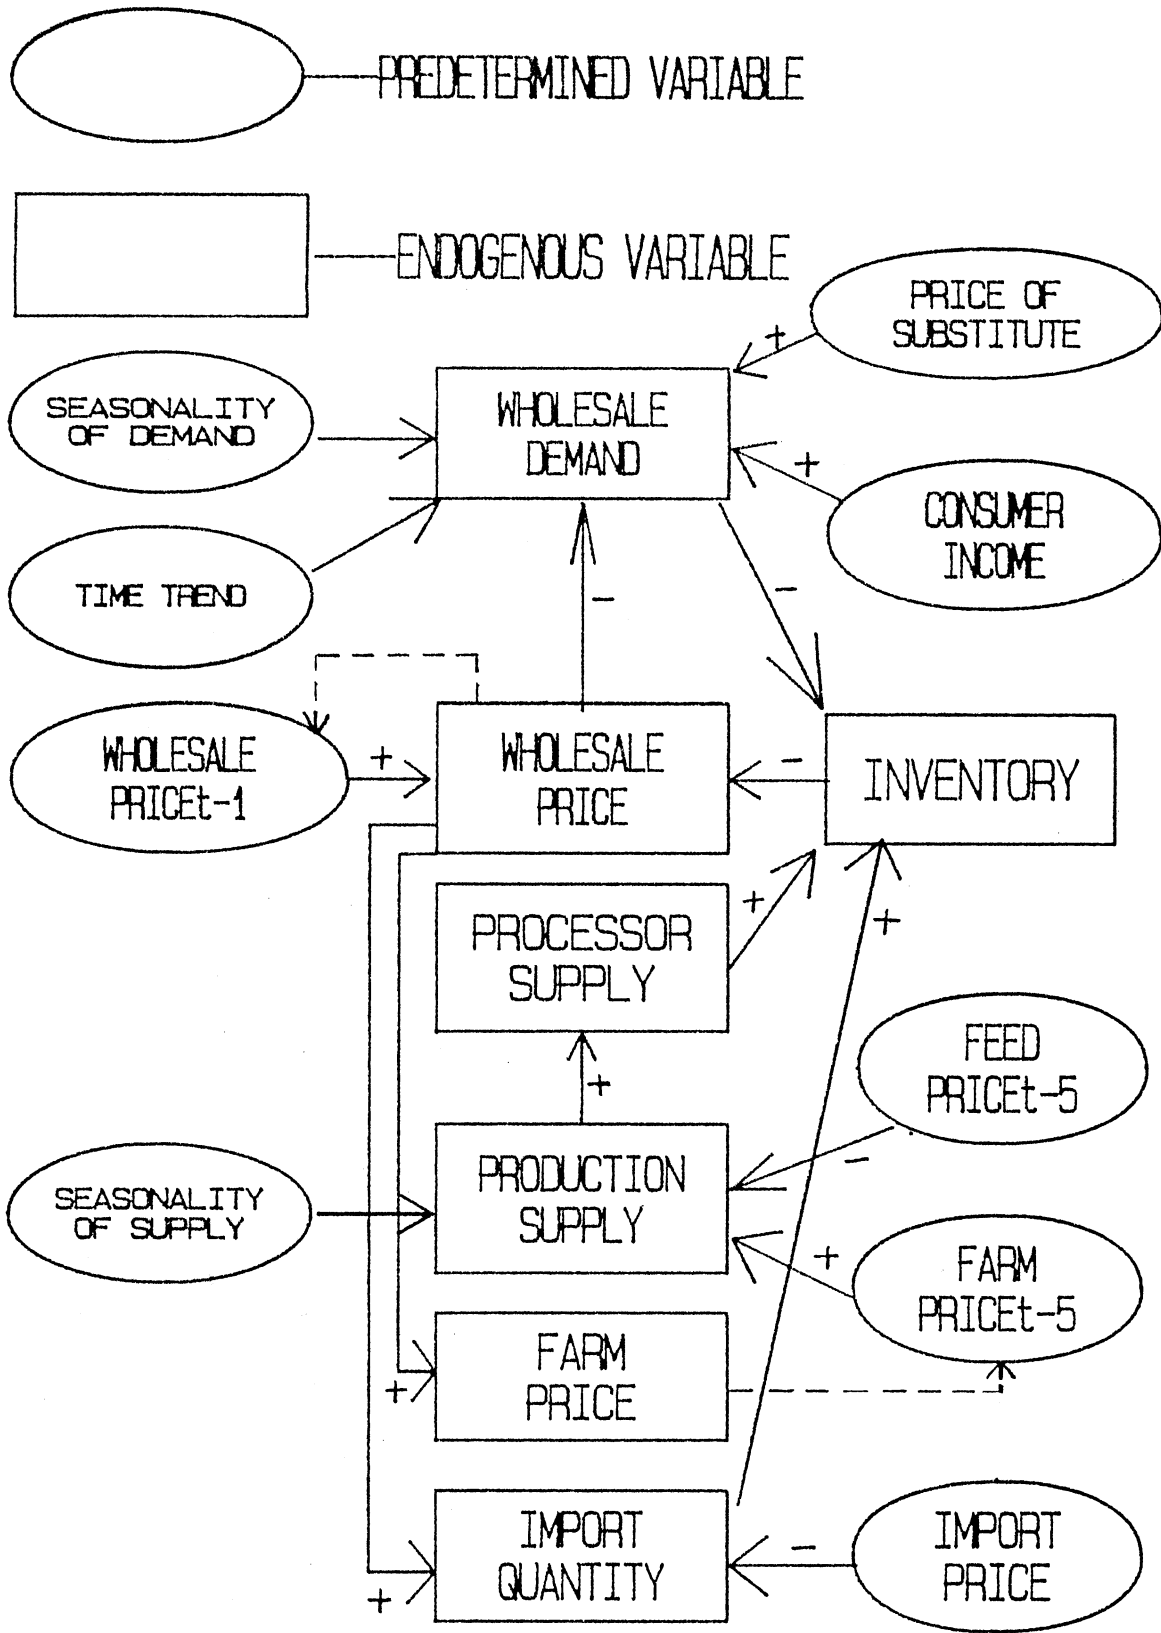 PREDETERMINED VARIABLE
ENDOGENOUS VARIABLE
PRICE OF
SUBSTITUTE
+
SEASONALITY
OF DEMAND
WHOLESALE
DEMAND
+
CONSUMER
INCOME
TIME TREND
-
-
WHOLESALE
PRICEt-1
+
WHOLESALE
PRICE
-
INVENTORY
PROCESSOR
SUPPLY
+
+
FEED
PRICEt-5
+
-
SEASONALITY
OF SUPPLY
PRODUCTION
SUPPLY
+
FARM
PRICEt-5
FARM
PRICE
+
IMPORT
QUANTITY
+
-
IMPORT
PRICE